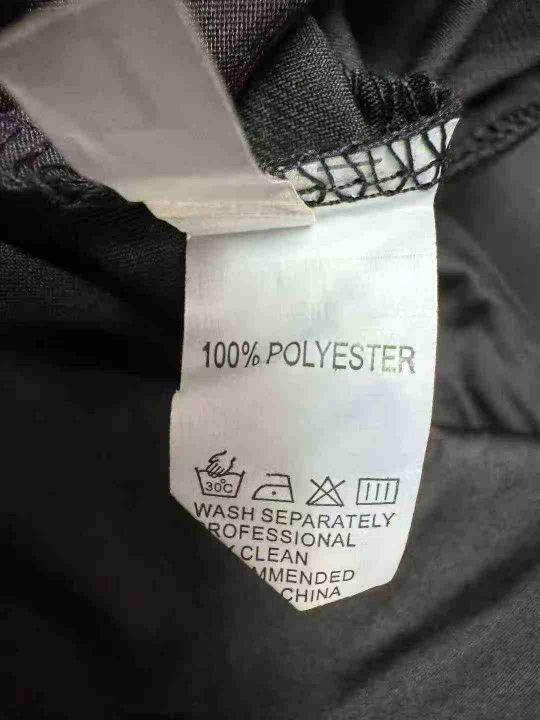 100% POLYESTER
30°C
WASH SEPARATELY
PROFESSIONAL
CLEAN
CHINA